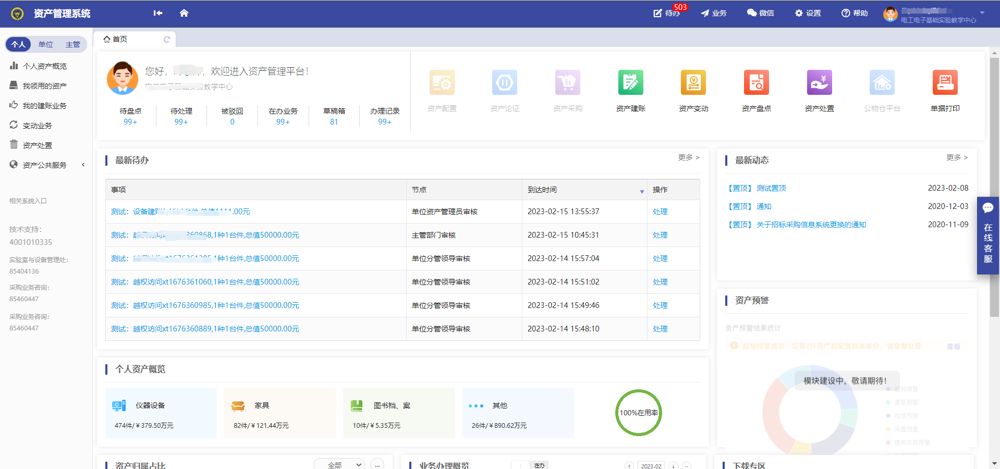 资产管理系统
待办 503
业务
微信
设置
帮助
电工电子基础实验教学中心
个人 单位 主管
个人资产概览
我领用的资产
我的建账业务
变动业务
资产处置
资产公共服务
相关系统入口
技术支持:
4001010335
实验室与设备管理处:
85404136
采购业务咨询:
85460447
采购业务咨询:
85460447
首页
您好, ,欢迎进入资产管理平台!
教学中心
待盘点 待处理 被驳回 在办业务 草稿箱 办理记录
99+ 99+ 0 99+ 81 99+
资产配置 资产论证 资产采购 资产建账 资产变动 资产盘点 资产处置 公物仓平台 单据打印
最新待办 更多 >
事项 节点 到达时间 操作
测试: 设备建 .00元 单位资产管理员审核 2023-02-15 13:55:37 处理
测试: ,1种1台件,总值50000.00元 主管部门审核 2023-02-15 10:45:31 处理
测试: ,1种1台件,总值50000.00元 单位分管领导审核 2023-02-14 15:57:04 处理
测试: 越权访问xt1676361060,1种1台件,总值50000.00元 单位分管领导审核 2023-02-14 15:51:02 处理
测试: 越权访问xt1676360985,1种1台件,总值50000.00元 单位分管领导审核 2023-02-14 15:49:46 处理
测试: 越权访问xt1676360889,1种1台件,总值50000.00元 单位分管领导审核 2023-02-14 15:48:10 处理
最新动态 更多 >
【置顶】 测试置顶 2023-02-08
【置顶】 通知 2020-12-03
【置顶】 关于招标采购信息系统更换的通知 2020-11-09
在线客服
资产预警
资产预警结果统计
超标预警提示: 您有2件资产超配置标准单价, 请查看处理 查看
模块建设中, 敬请期待!
超标预警
重复预警
检修预警
闲置预警
使用年限预警
个人资产概览
仪器设备
474件/¥379.50万元
家具
82件/¥121.44万元
图书档、案
10件/¥5.35万元
其他
26件/¥890.62万元
100%在用率
资产归属占比 全部 ...
业务办理概览 在办 ↑ 2023-02 ↓ ...
下载专区